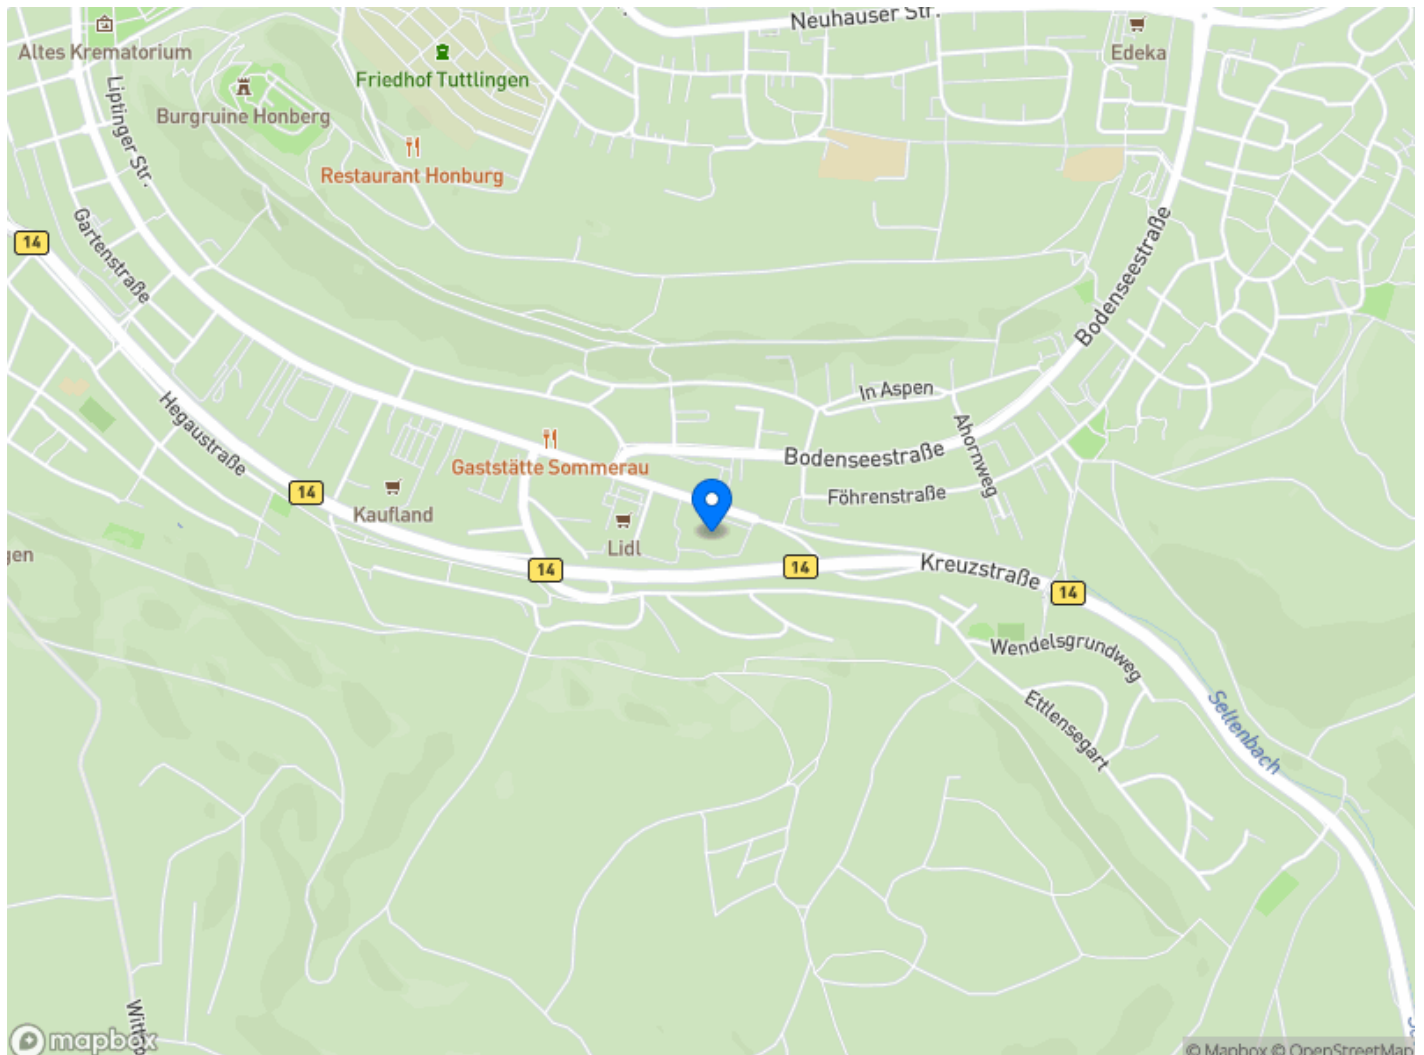 Neuhauser Str.
Edeka
Altes Krematorium
Friedhof Tuttlingen
Liptinger Str.
Burgruine Honberg
Restaurant Honburg
Gartenstraße
14
Bodenseestraße
In Aspen
Hegaustraße
Ahornweg
Gaststätte Sommerau
Bodenseestraße
14
Kaufland
Föhrenstraße
Lidl
gen
14
14
Kreuzstraße
14
Wendelsgrundweg
Ettlensegart
Seltenbach
mapbox
© Mapbox © OpenStreetMap